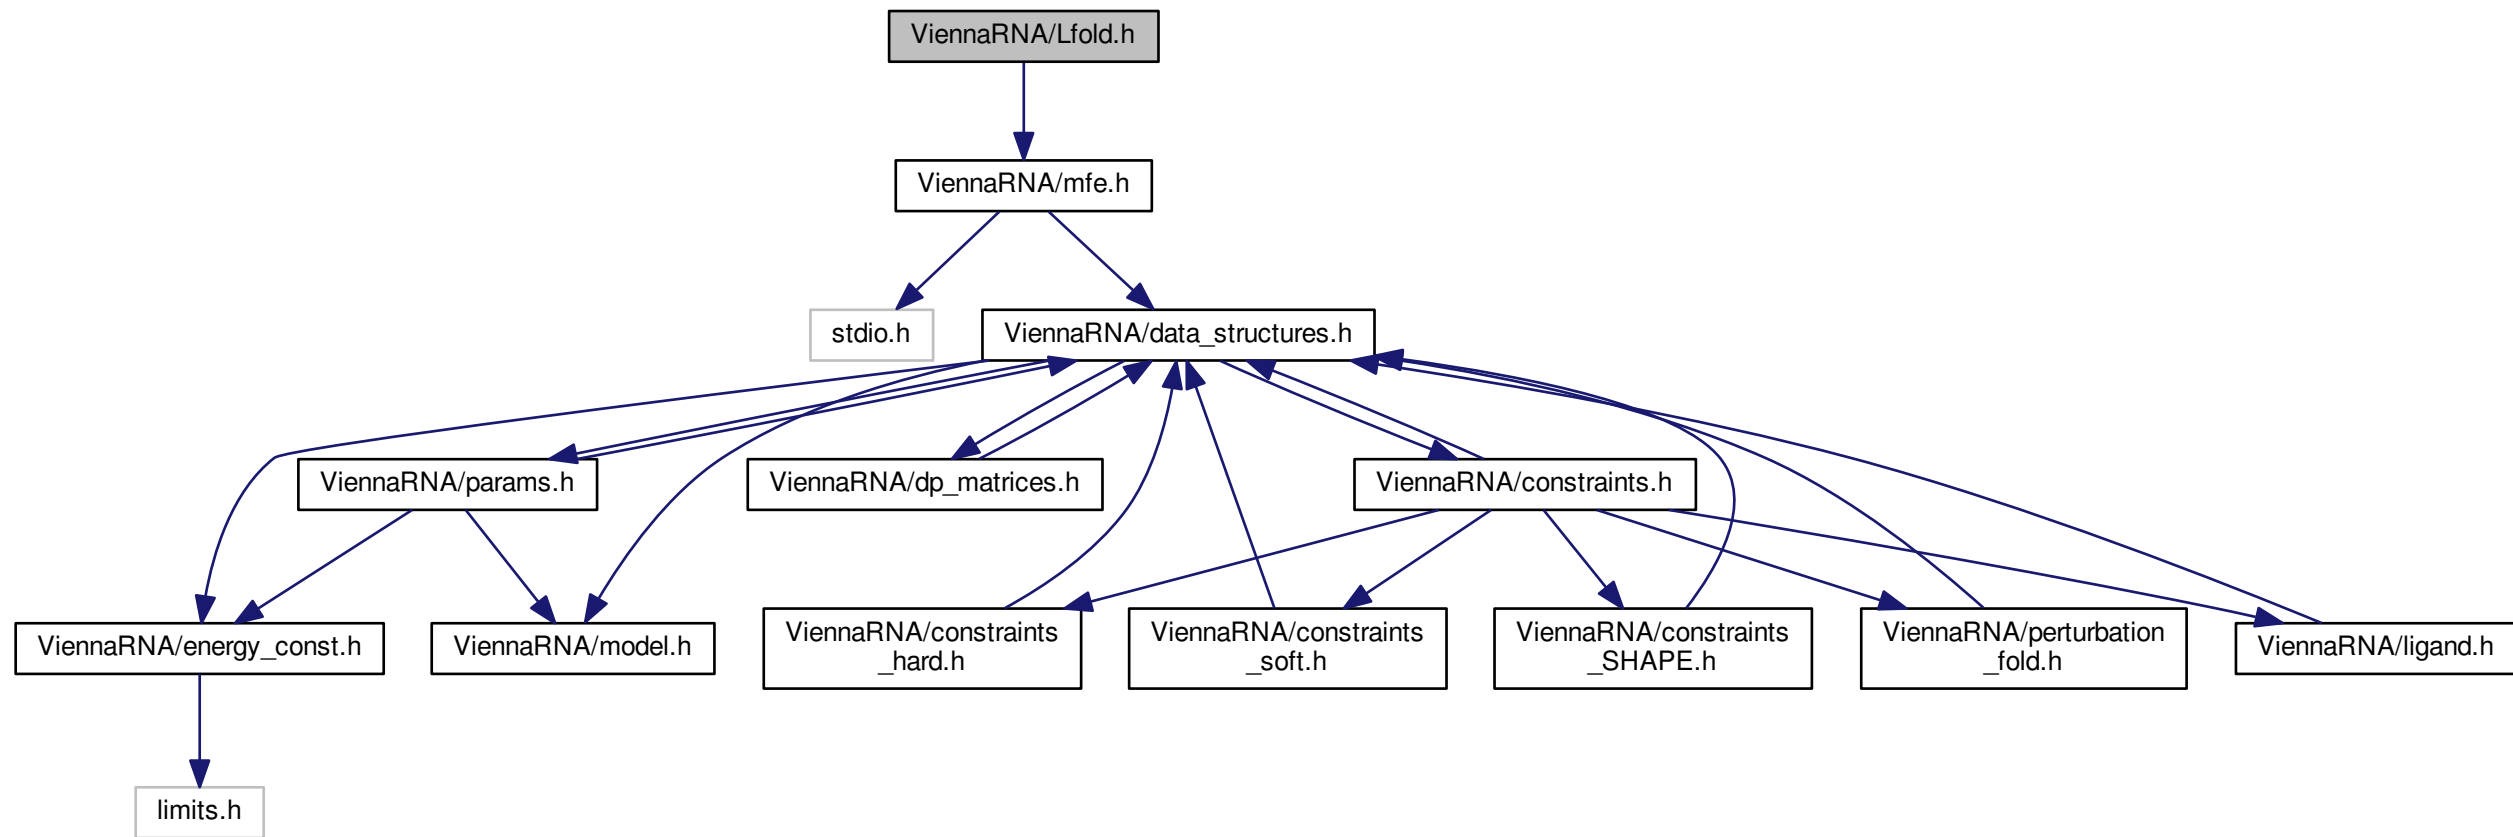 ViennaRNA/Lfold.h
ViennaRNA/mfe.h
stdio.h
ViennaRNA/data_structures.h
ViennaRNA/params.h
ViennaRNA/dp_matrices.h
ViennaRNA/constraints.h
ViennaRNA/energy_const.h
ViennaRNA/model.h
ViennaRNA/constraints
_hard.h
ViennaRNA/constraints
_soft.h
ViennaRNA/constraints
_SHAPE.h
ViennaRNA/perturbation
_fold.h
ViennaRNA/ligand.h
limits.h